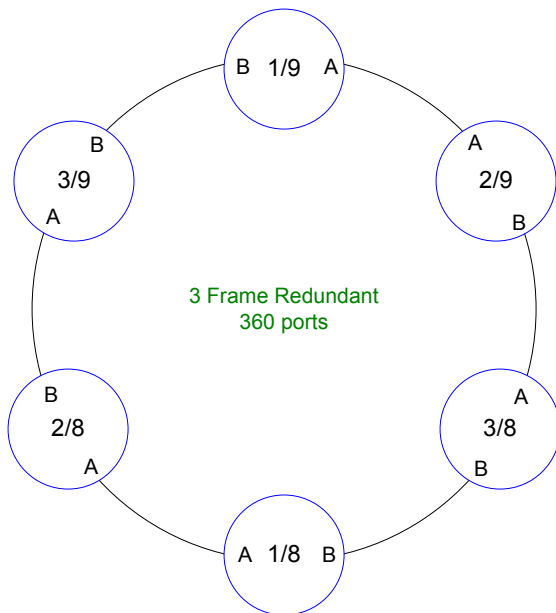 B 1/9 A
B
A
3/9
2/9
A
B
3 Frame Redundant
360 ports
B
A
2/8
3/8
A
B
A 1/8 B